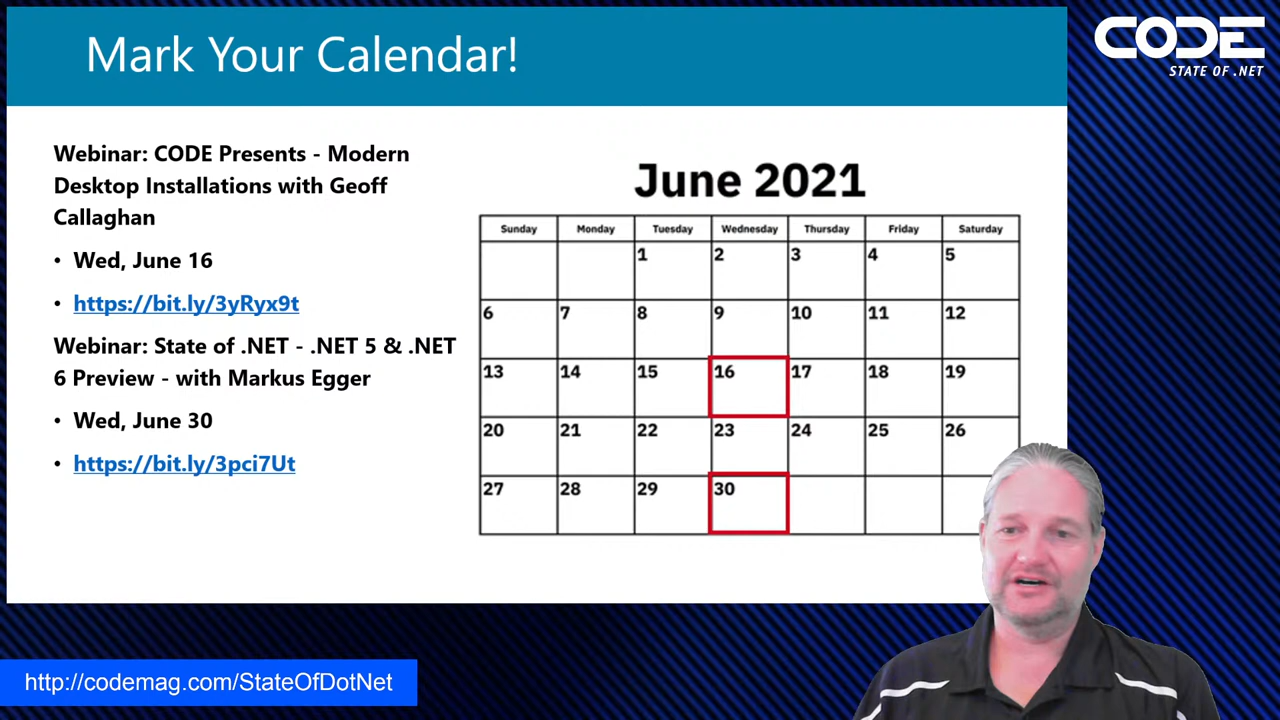 Mark Your Calendar!
CODE
STATE OF .NET
Webinar: CODE Presents - Modern
Desktop Installations with Geoff
Callaghan
• Wed, June 16
• https://bit.ly/3yRyx9t
Webinar: State of .NET - .NET 5 & .NET
6 Preview - with Markus Egger
• Wed, June 30
• https://bit.ly/3pci7Ut
June 2021
Sunday Monday Tuesday Wednesday Thursday Friday Saturday
1 2 3 4 5
6 7 8 9 10 11 12
13 14 15 16 17 18 19
20 21 22 23 24 25 26
27 28 29 30
http://codemag.com/StateOfDotNet